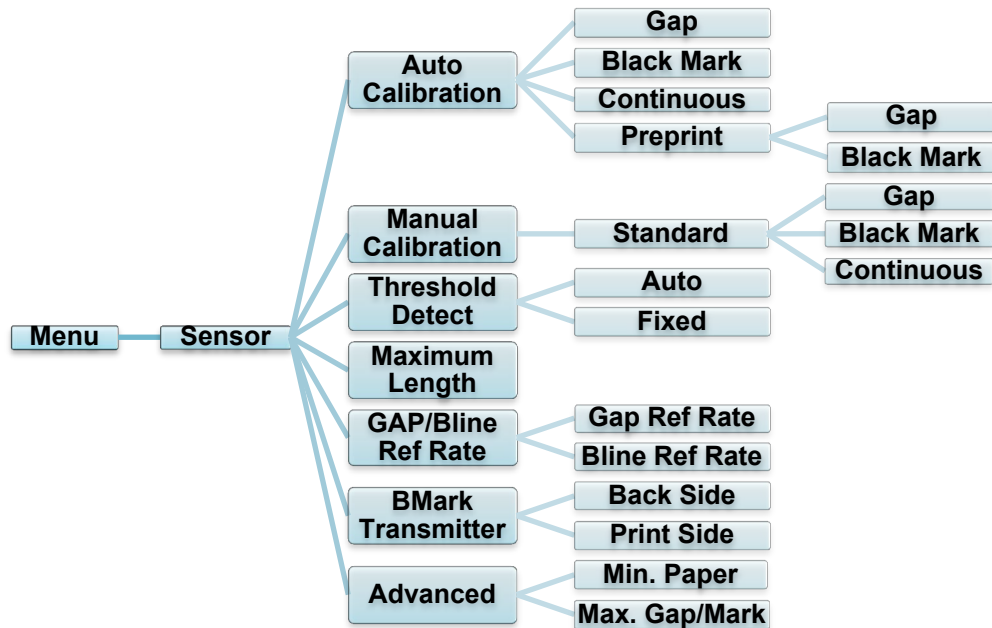 Menu
Sensor
Auto
Calibration
Gap
Black Mark
Continuous
Preprint
Gap
Black Mark
Manual
Calibration
Standard
Gap
Black Mark
Continuous
Threshold
Detect
Auto
Fixed
Maximum
Length
GAP/Bline
Ref Rate
Gap Ref Rate
Bline Ref Rate
BMark
Transmitter
Back Side
Print Side
Advanced
Min. Paper
Max. Gap/Mark